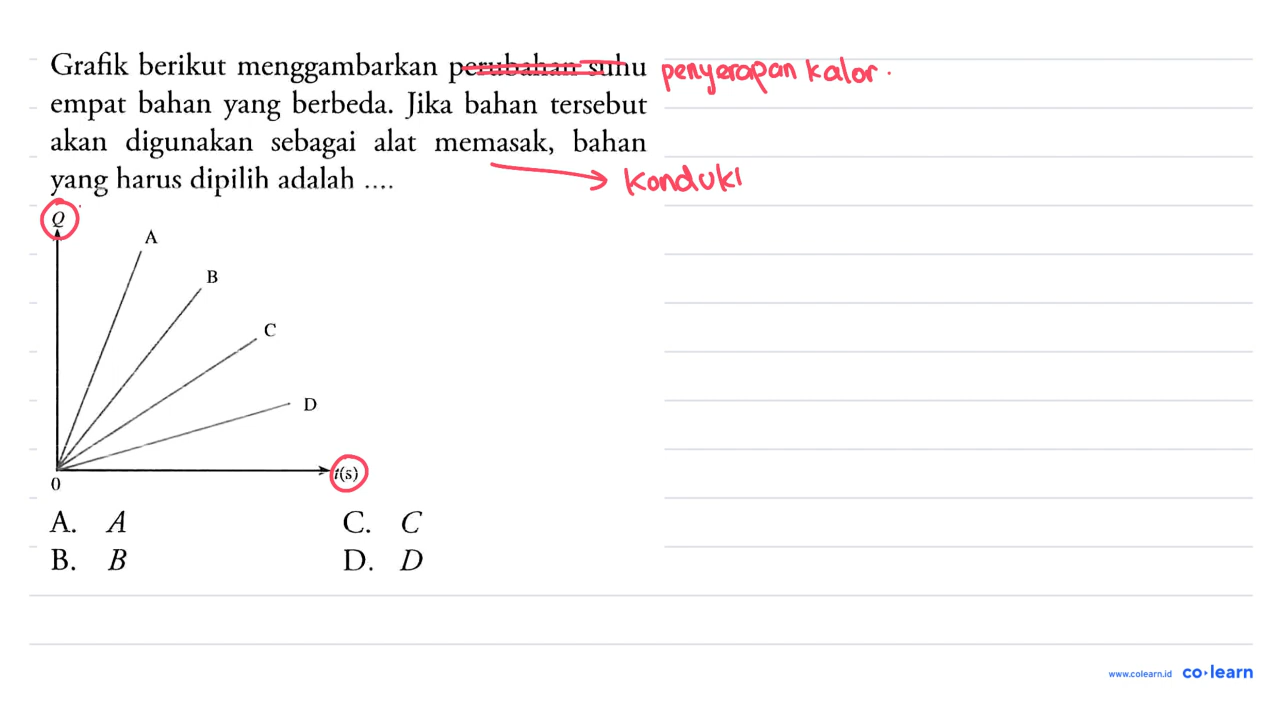 Grafik berikut menggambarkan perubahan suhu penyerapan kalor.
empat bahan yang berbeda. Jika bahan tersebut
akan digunakan sebagai alat memasak, bahan
yang harus dipilih adalah ....
konduksi
Q
A
B
C
D
0
t(s)
A. A
C. C
B. B
D. D
www.colearn.id co·learn